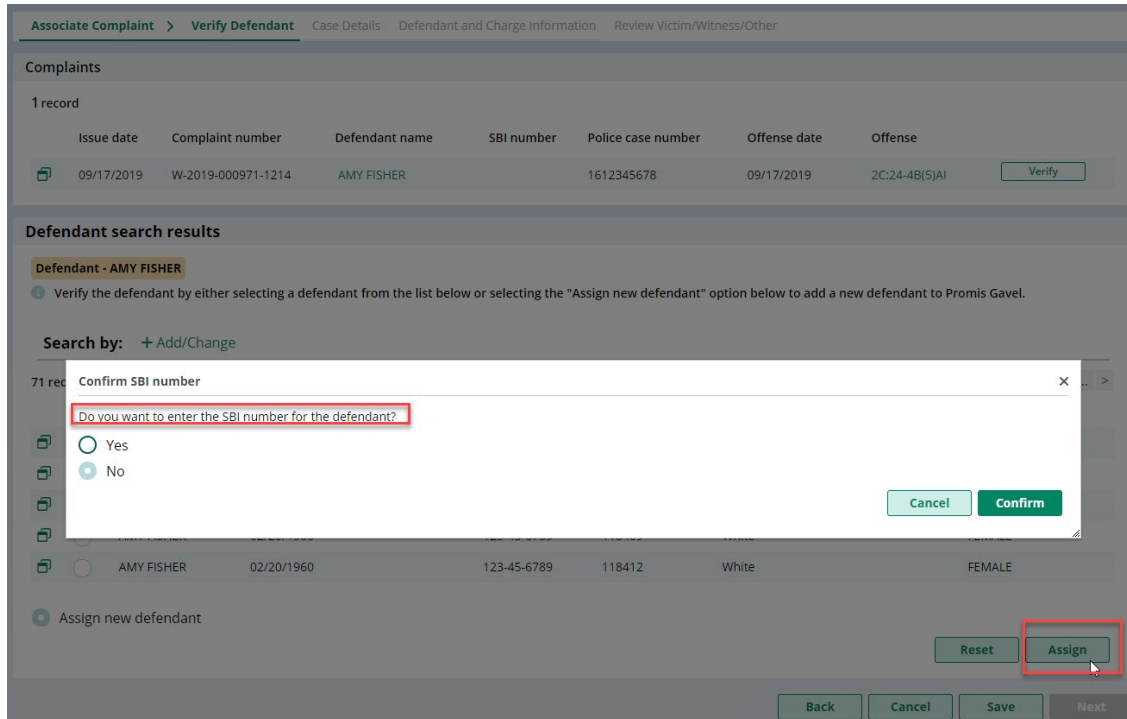 Associate Complaint > Verify Defendant Case Details Defendant and Charge Information Review Victim/Witness/Other
Complaints
1 record
Issue date Complaint number Defendant name SBI number Police case number Offense date Offense
09/17/2019 W-2019-000971-1214 AMY FISHER 1612345678 09/17/2019 2C:24-4B(5)AI Verify
Defendant search results
Defendant - AMY FISHER
Verify the defendant by either selecting a defendant from the list below or selecting the "Assign new defendant" option below to add a new defendant to Promis Gavel.
Search by: + Add/Change
71 rec Confirm SBI number × .. >
Do you want to enter the SBI number for the defendant?
Yes
No
Cancel Confirm
AMY FISHER 02/20/1960 123-45-6789 118412 White FEMALE
Assign new defendant
Reset Assign
Back Cancel Save Next